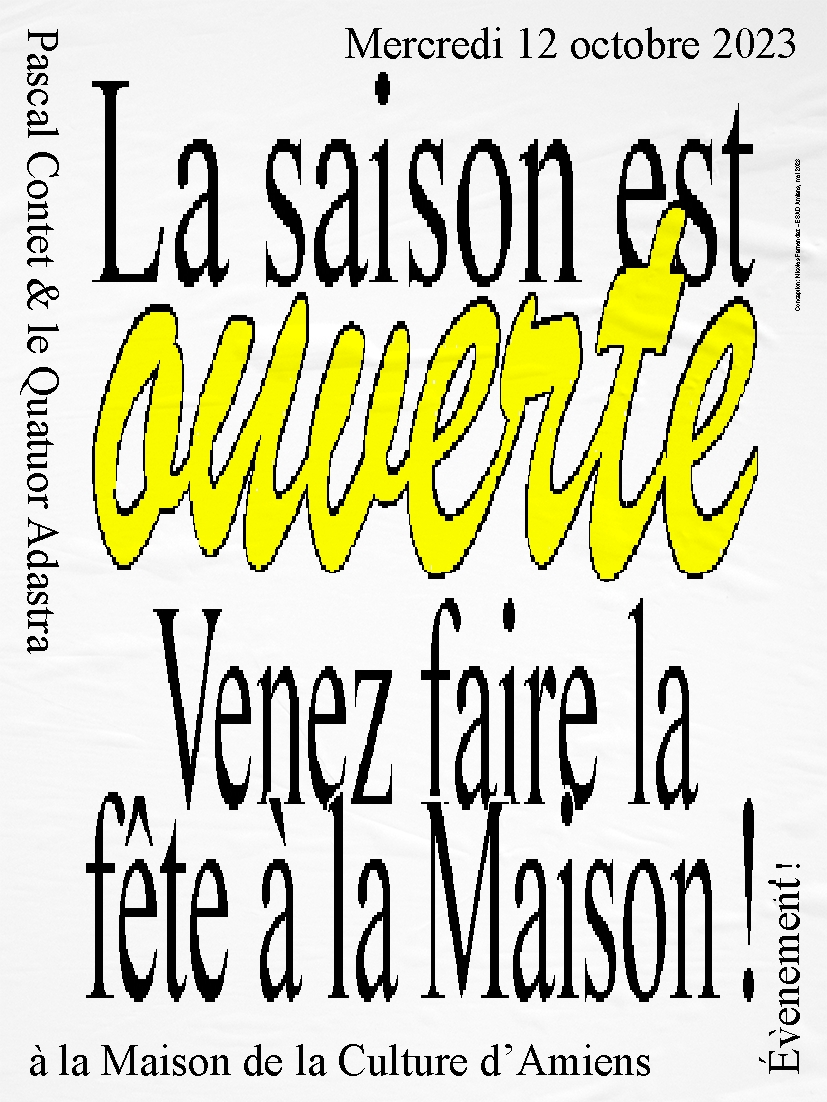 Mercredi 12 octobre 2023
Pascal Contet & le Quatuor Adastra
La saison est
ouverte
Venez faire la
fête à la Maison !
Évènement !
à la Maison de la Culture d’Amiens